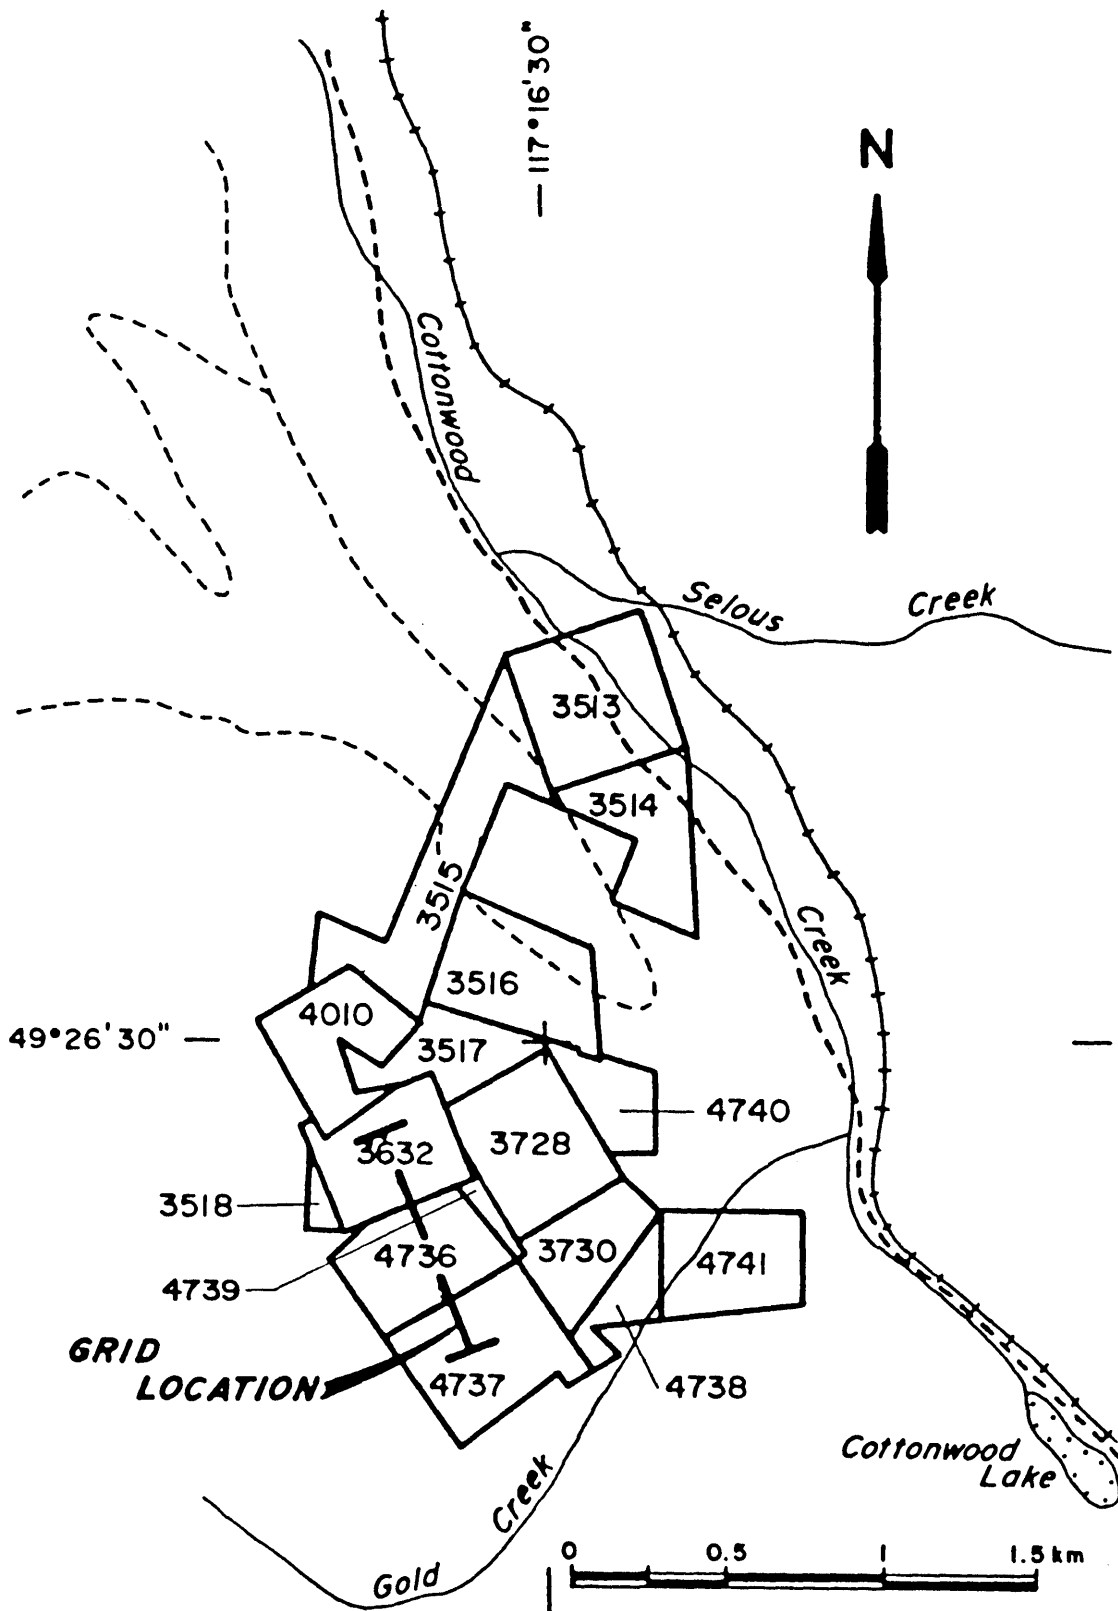 117°16'30"
N
Cottonwood
Selous Creek
3513
3514
3515
Creek
3516
4010
49°26'30"
3517
4740
3728
3632
3518
4736
3730
4741
4739
GRID
LOCATION
4737
4738
Cottonwood
Lake
Creek
Gold
0 0.5 1 1.5 km